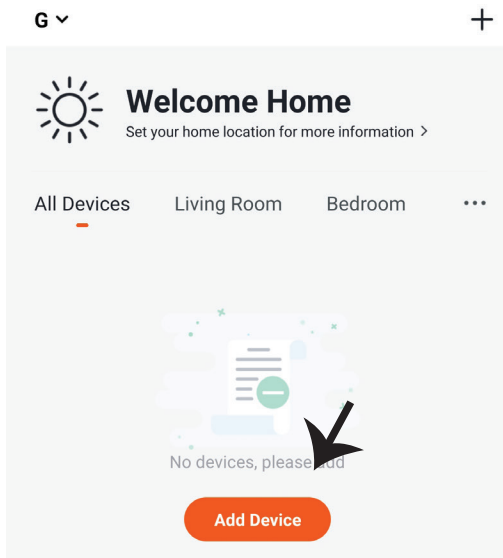 G
Welcome Home
Set your home location for more information >
All Devices Living Room Bedroom ...
No devices, please add
Add Device